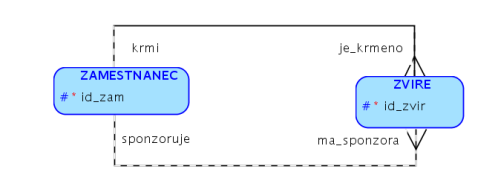 krmi
je_krmeno
ZAMESTNANEC
# * id_zam
ZVIRE
# * id_zvir
sponzoruje
ma_sponzora